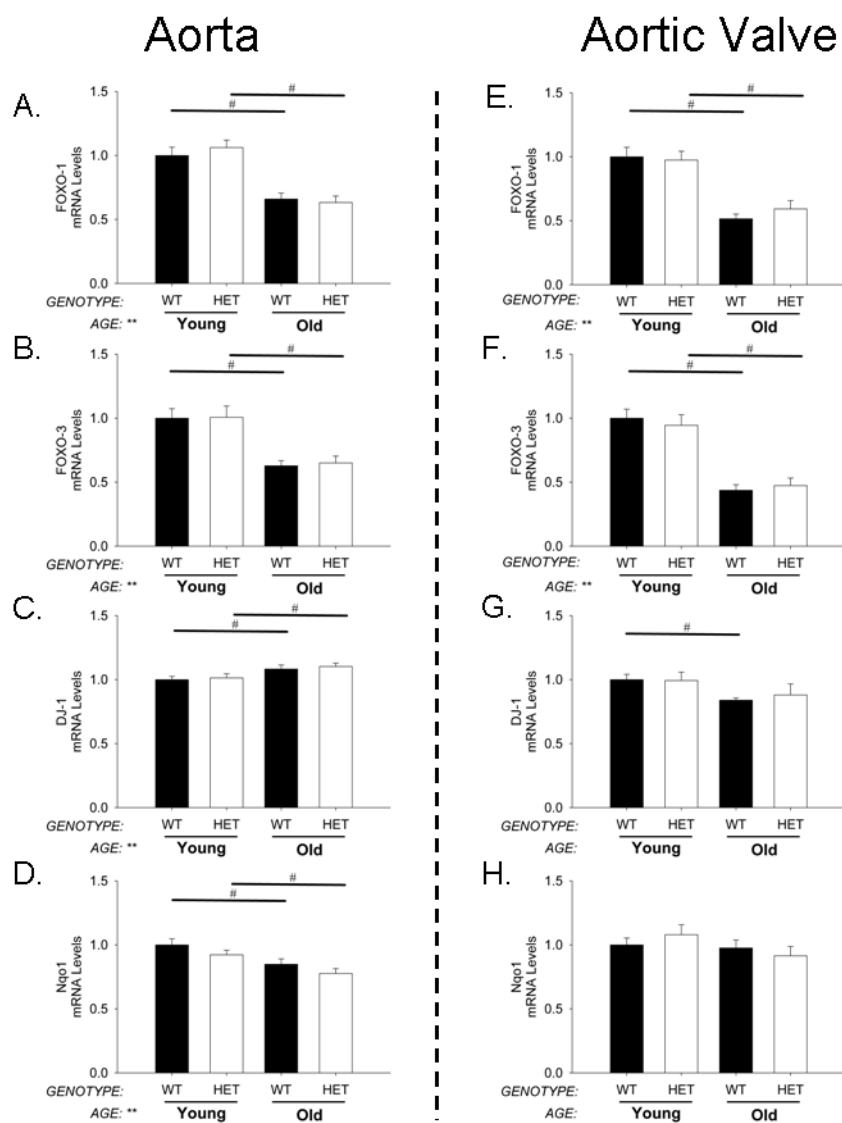 Aorta
Aortic Valve
A.
#
#
FOXO-1
mRNA Levels
1.5
1.0
0.5
0.0
GENOTYPE: WT HET WT HET
AGE: ** Young Old
B.
#
#
FOXO-3
mRNA Levels
1.5
1.0
0.5
0.0
GENOTYPE: WT HET WT HET
AGE: ** Young Old
C.
#
#
DJ-1
mRNA Levels
1.5
1.0
0.5
0.0
GENOTYPE: WT HET WT HET
AGE: ** Young Old
D.
#
#
Nqo1
mRNA Levels
1.5
1.0
0.5
0.0
GENOTYPE: WT HET WT HET
AGE: ** Young Old
E.
#
#
FOXO-1
mRNA Levels
1.5
1.0
0.5
0.0
GENOTYPE: WT HET WT HET
AGE: ** Young Old
F.
#
#
FOXO-3
mRNA Levels
1.5
1.0
0.5
0.0
GENOTYPE: WT HET WT HET
AGE: ** Young Old
G.
#
DJ-1
mRNA Levels
1.5
1.0
0.5
0.0
GENOTYPE: WT HET WT HET
AGE: Young Old
H.
Nqo1
mRNA Levels
1.5
1.0
0.5
0.0
GENOTYPE: WT HET WT HET
AGE: Young Old